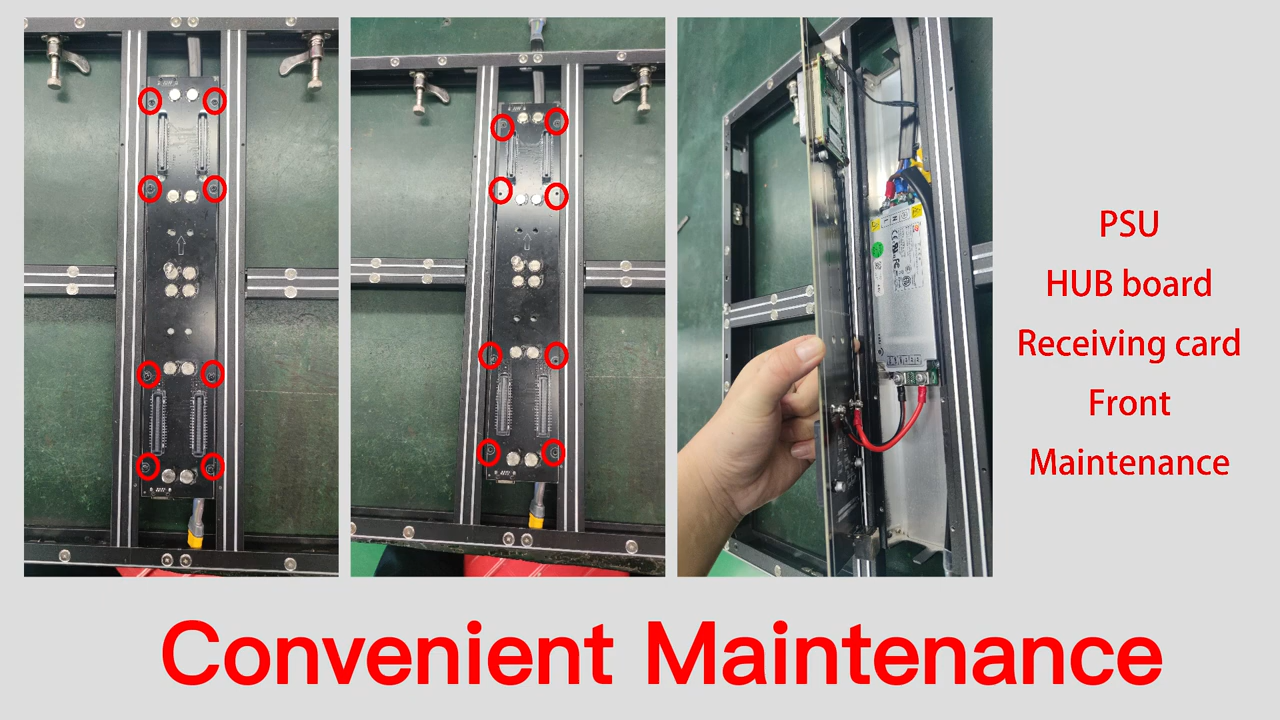 PSU
HUB board
Receiving card
Front
Maintenance
Convenient Maintenance